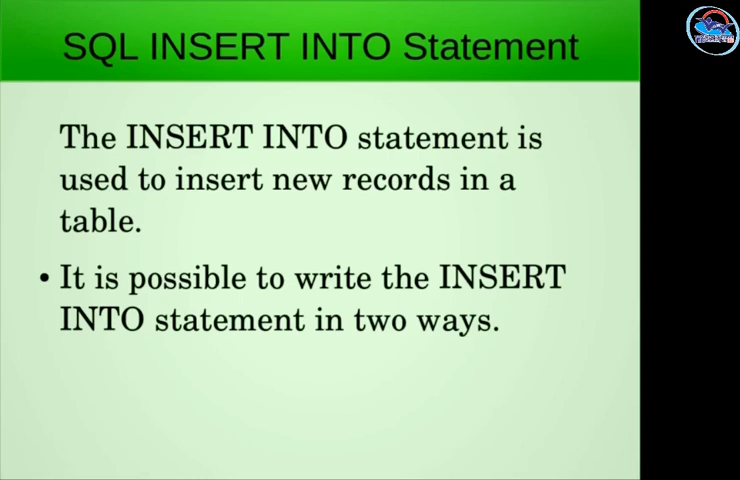 SQL INSERT INTO Statement
The INSERT INTO statement is
used to insert new records in a
table.
• It is possible to write the INSERT
INTO statement in two ways.